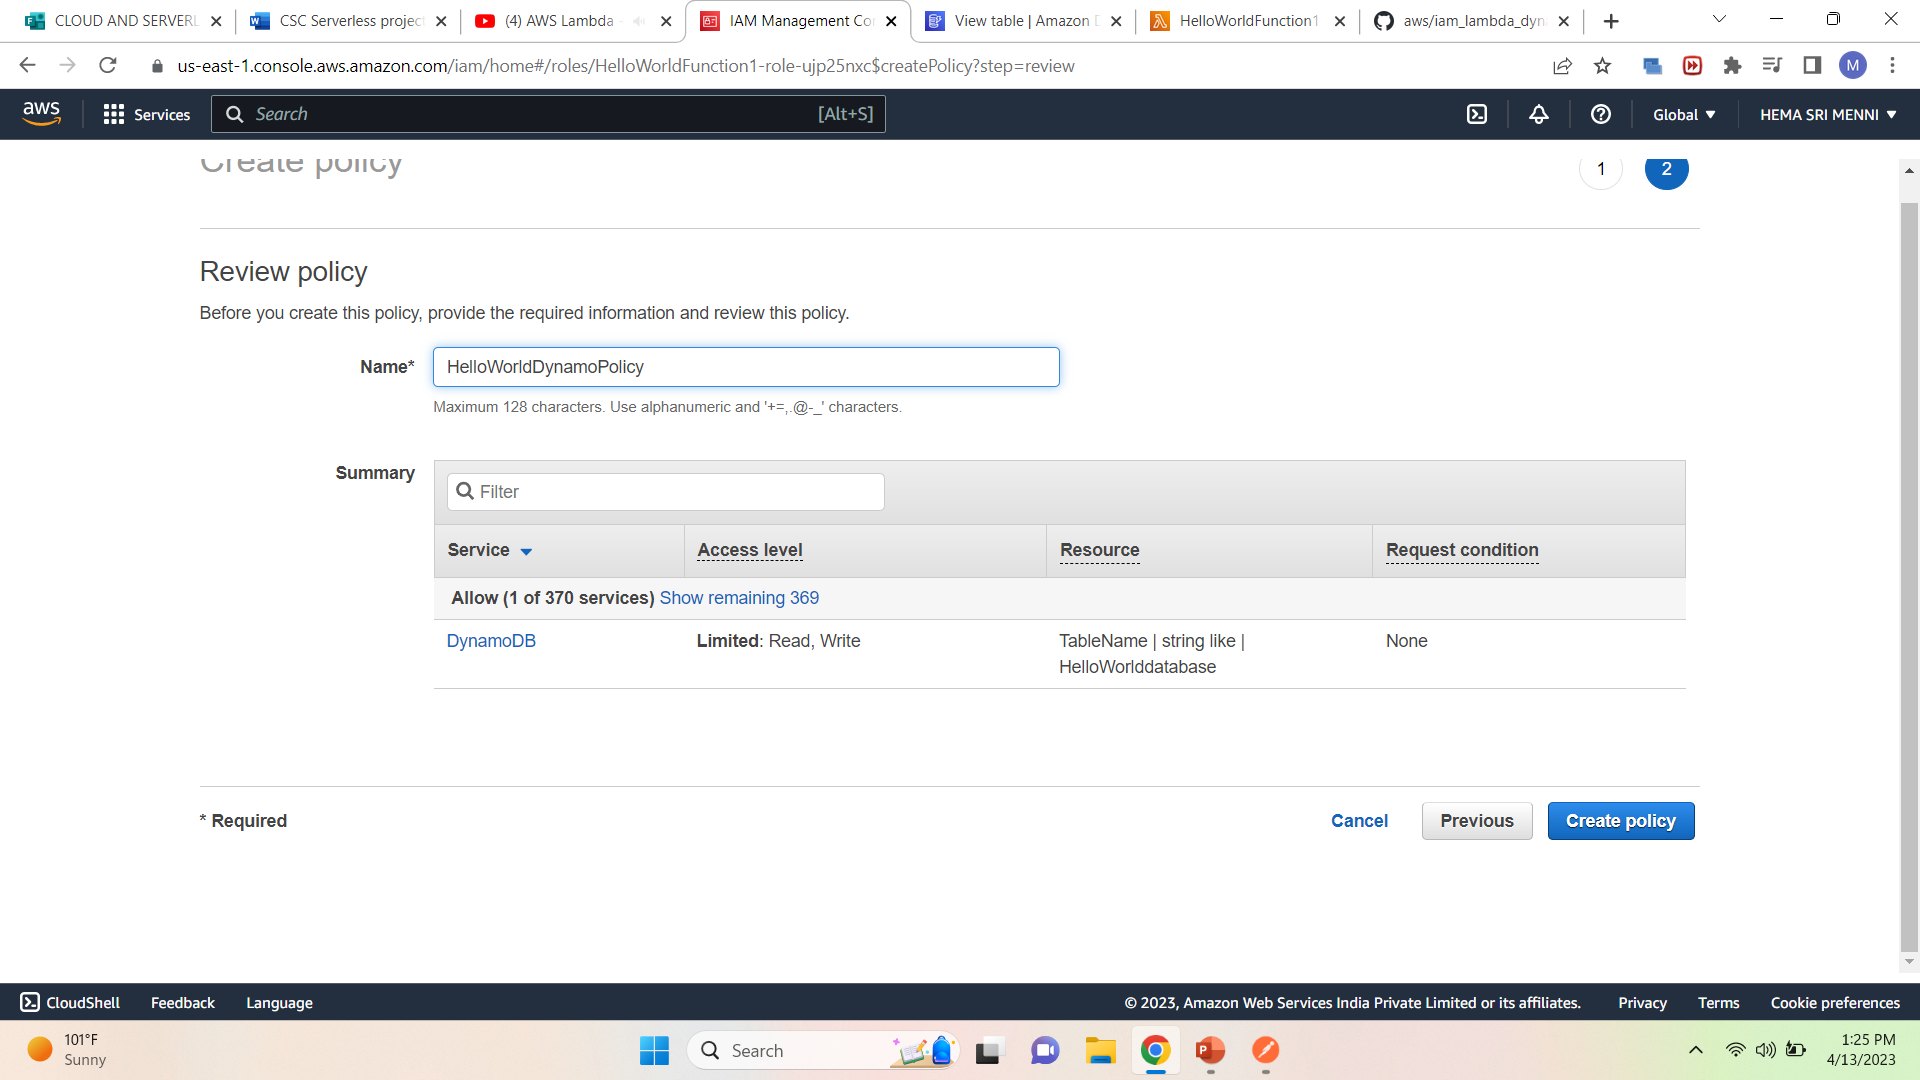 CLOUD AND SERVERL
CSC Serverless projec
(4) AWS Lambda
IAM Management Co
View table | Amazon D
HelloWorldFunction1
aws/iam_lambda_dyn
us-east-1.console.aws.amazon.com/iam/home#/roles/HelloWorldFunction1-role-ujp25nxc$createPolicy?step=review
M
aws
Services
Search
[Alt+S]
Global
HEMA SRI MENNI
Create policy
1
2
Review policy
Before you create this policy, provide the required information and review this policy.
Name*
HelloWorldDynamoPolicy
Maximum 128 characters. Use alphanumeric and '+=,.@-_' characters.
Summary
Filter
Service
Access level
Resource
Request condition
Allow (1 of 370 services) Show remaining 369
DynamoDB
Limited: Read, Write
TableName | string like |
HelloWorlddatabase
None
* Required
Cancel
Previous
Create policy
CloudShell
Feedback
Language
© 2023, Amazon Web Services India Private Limited or its affiliates.
Privacy
Terms
Cookie preferences
101°F
Sunny
Search
1:25 PM
4/13/2023